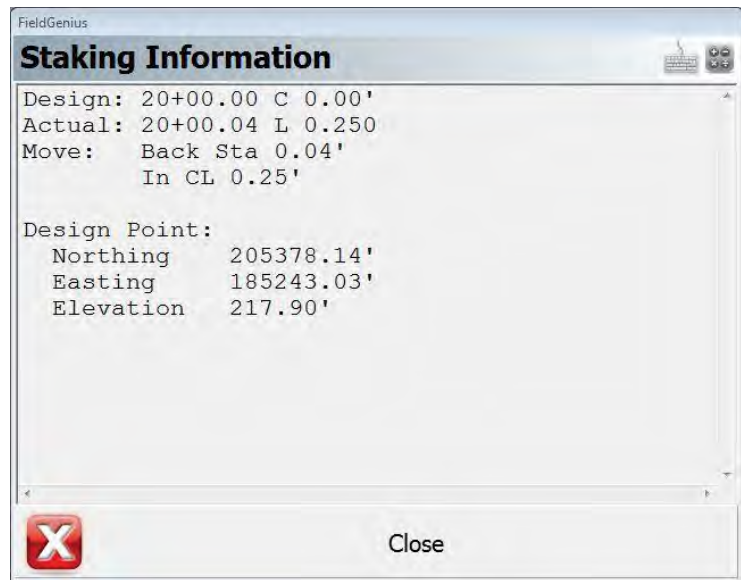 FieldGenius
Staking Information
Design: 20+00.00 C 0.00'
Actual: 20+00.04 L 0.250
Move: Back Sta 0.04'
In CL 0.25'
Design Point:
Northing 205378.14'
Easting 185243.03'
Elevation 217.90'
Close